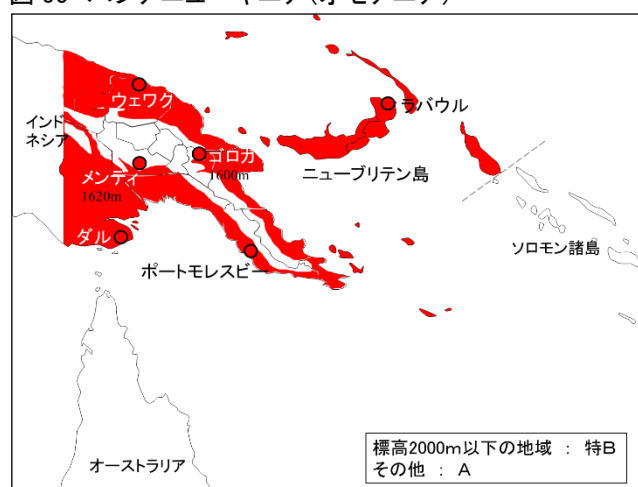 ウェワク
ラバウル
インド
ネシア
ゴロカ
1600m
ニューブリテン島
メンディ
1620m
ダル
ポートモレスビー
ソロモン諸島
オーストラリア
標高2000m以下の地域 : 特B
その他 : A